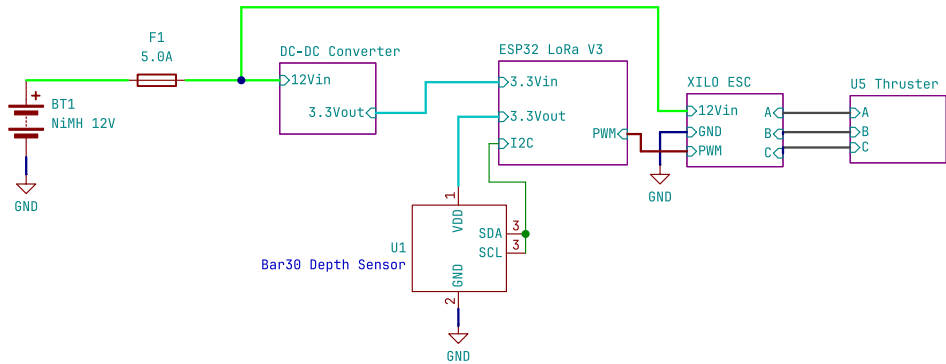 F1
5.0A
BT1
NiMH 12V
+
GND
DC-DC Converter
12Vin
3.3Vout
ESP32 LoRa V3
3.3Vin
3.3Vout
I2C
PWM
XILO ESC
12Vin
GND
PWM
A
B
C
GND
U5 Thruster
A
B
C
1
VDD
U1
Bar30 Depth Sensor
SDA
3
SCL
3
GND
2
GND